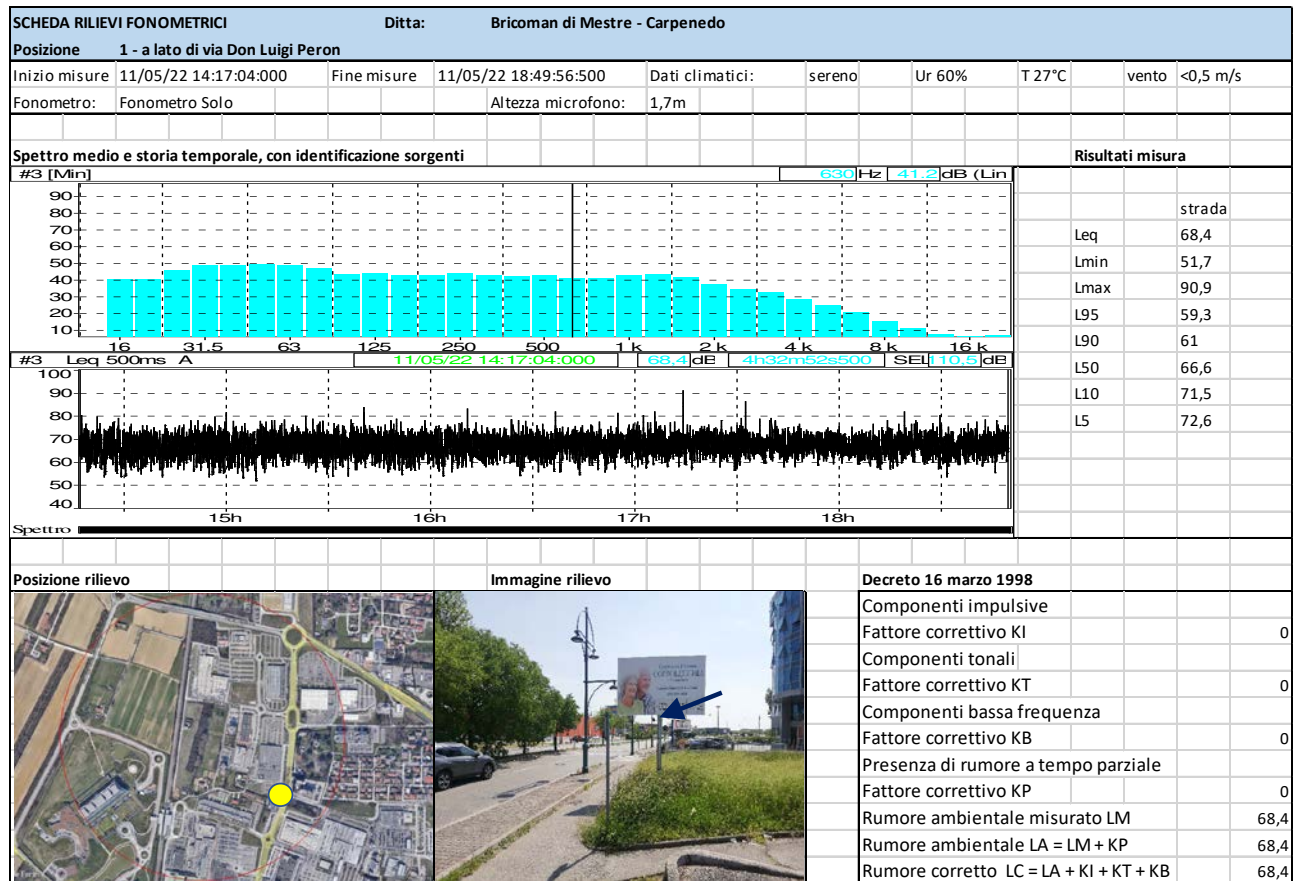 SCHEDA RILIEVI FONOMETRICI Ditta: Bricoman di Mestre - Carpenedo
Posizione 1 - a lato di via Don Luigi Peron
Inizio misure 11/05/22 14:17:04:000 Fine misure 11/05/22 18:49:56:500 Dati climatici: sereno Ur 60% T 27°C vento <0,5 m/s
Fonometro: Fonometro Solo Altezza microfono: 1,7m
Spettro medio e storia temporale, con identificazione sorgenti
#3 [Min] 630 Hz 41.2 dB (Lin
90
80
70
60
50
40
30
20
10
16 31.5 63 125 250 500 1 k 2 k 4 k 8 k 16 k
#3 Leq 500ms A 11/05/22 14:17:04:000 68,4 dB 4h32m52s500 SEL 110,5 dB
100
90
80
70
60
50
40
15h 16h 17h 18h
Spettro
Risultati misura
strada
Leq 68,4
Lmin 51,7
Lmax 90,9
L95 59,3
L90 61
L50 66,6
L10 71,5
L5 72,6
Posizione rilievo
Immagine rilievo
Decreto 16 marzo 1998
Componenti impulsive
Fattore correttivo KI 0
Componenti tonali
Fattore correttivo KT 0
Componenti bassa frequenza
Fattore correttivo KB 0
Presenza di rumore a tempo parziale
Fattore correttivo KP 0
Rumore ambientale misurato LM 68,4
Rumore ambientale LA = LM + KP 68,4
Rumore corretto LC = LA + KI + KT + KB 68,4